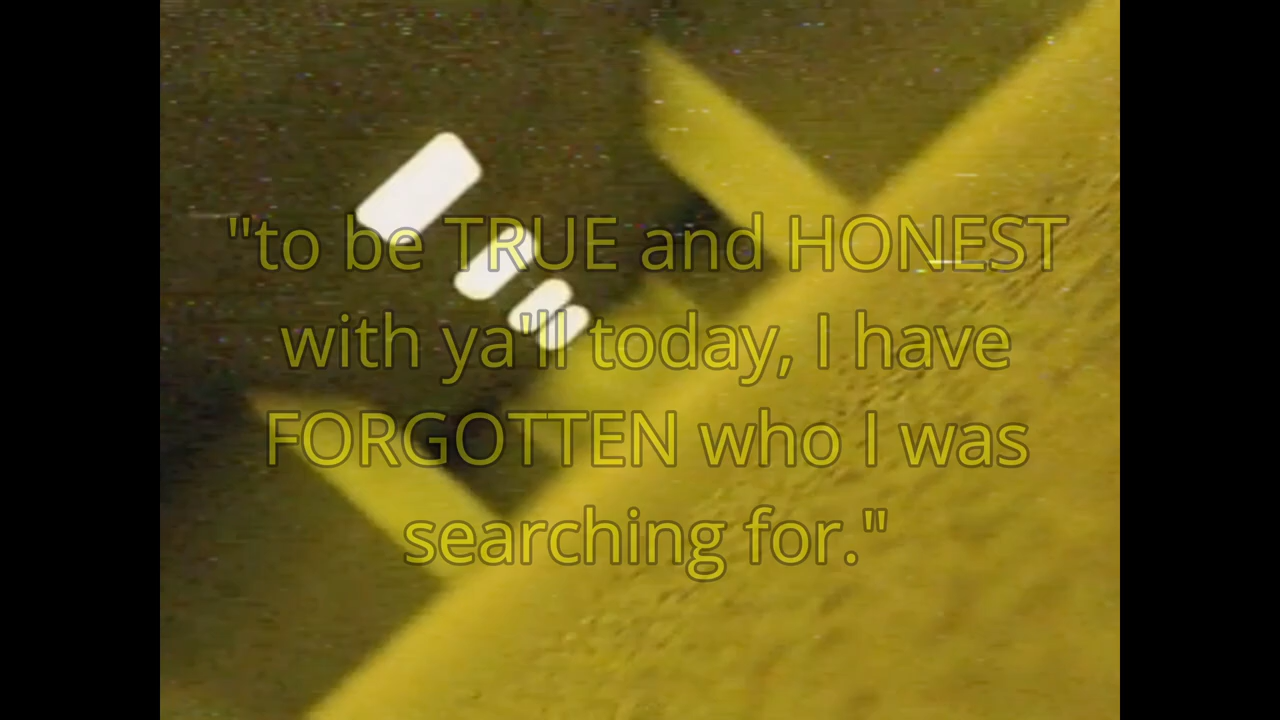 "to be TRUE and HONEST
with ya'll today, I have
FORGOTTEN who I was
searching for."